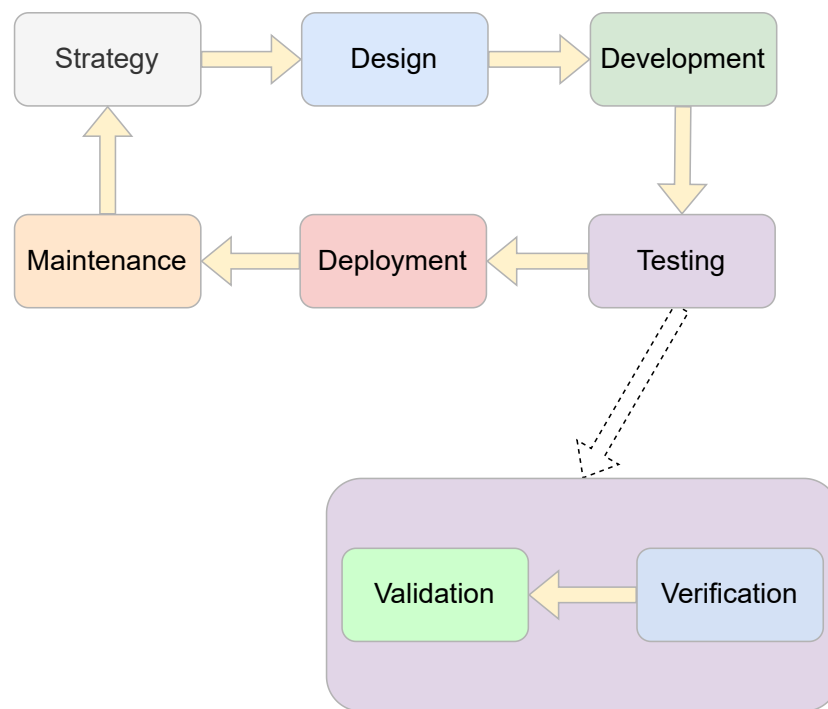 Strategy
Design
Development
Maintenance
Deployment
Testing
Validation
Verification